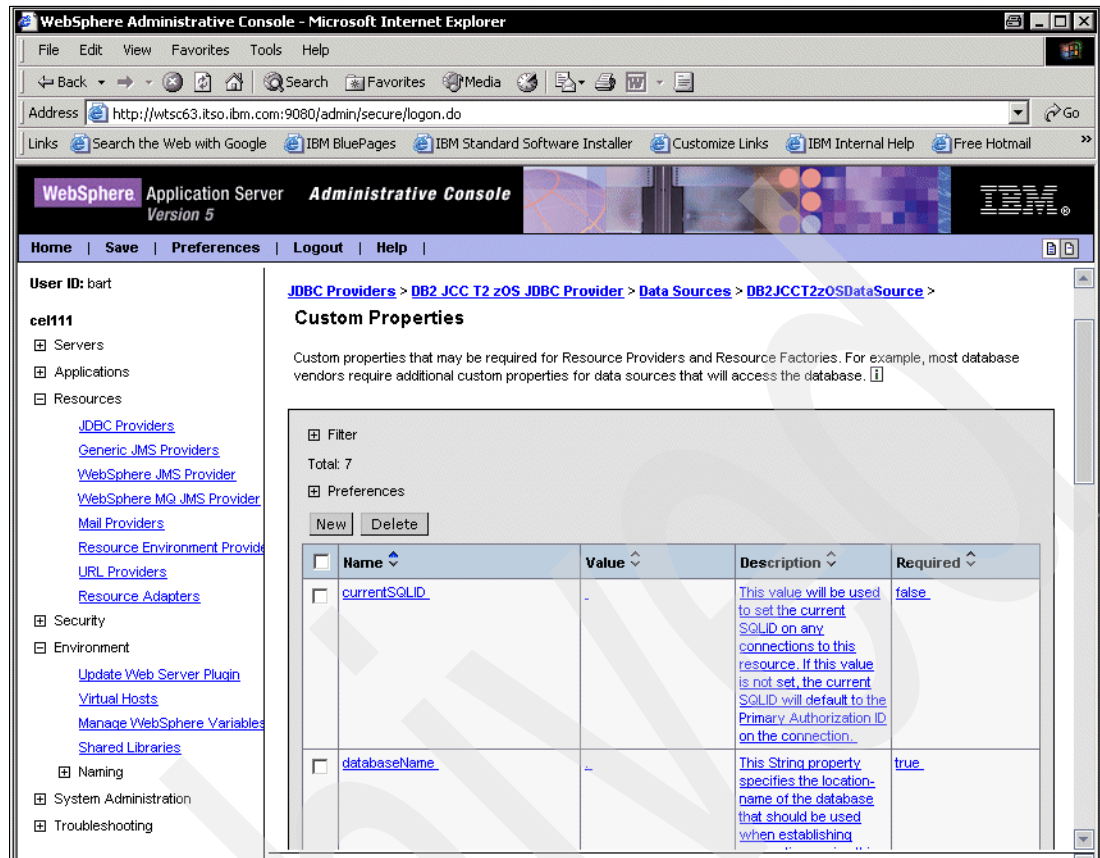 WebSphere Administrative Console - Microsoft Internet Explorer
File Edit View Favorites Tools Help
Back Search Favorites Media
Address http://wtsc63.itso.ibm.com:9080/admin/secure/logon.do Go
Links Search the Web with Google IBM BluePages IBM Standard Software Installer Customize Links IBM Internal Help Free Hotmail »
WebSphere Application Server Administrative Console
Version 5
IBM®
Home | Save | Preferences | Logout | Help |
User ID: bart
cel111
Servers
Applications
Resources
JDBC Providers
Generic JMS Providers
WebSphere JMS Provider
WebSphere MQ JMS Provider
Mail Providers
Resource Environment Provide
URL Providers
Resource Adapters
Security
Environment
Update Web Server Plugin
Virtual Hosts
Manage WebSphere Variables
Shared Libraries
Naming
System Administration
Troubleshooting
JDBC Providers > DB2 JCC T2 zOS JDBC Provider > Data Sources > DB2JCCT2zOSDataSource >
Custom Properties
Custom properties that may be required for Resource Providers and Resource Factories. For example, most database
vendors require additional custom properties for data sources that will access the database. i
Filter
Total: 7
Preferences
New Delete
Name Value Description Required
currentSQLID - This value will be used false
to set the current
SQLID on any
connections to this
resource. If this value
is not set, the current
SQLID will default to the
Primary Authorization ID
on the connection.
databaseName . This String property true
specifies the location-
name of the database
that should be used
when establishing